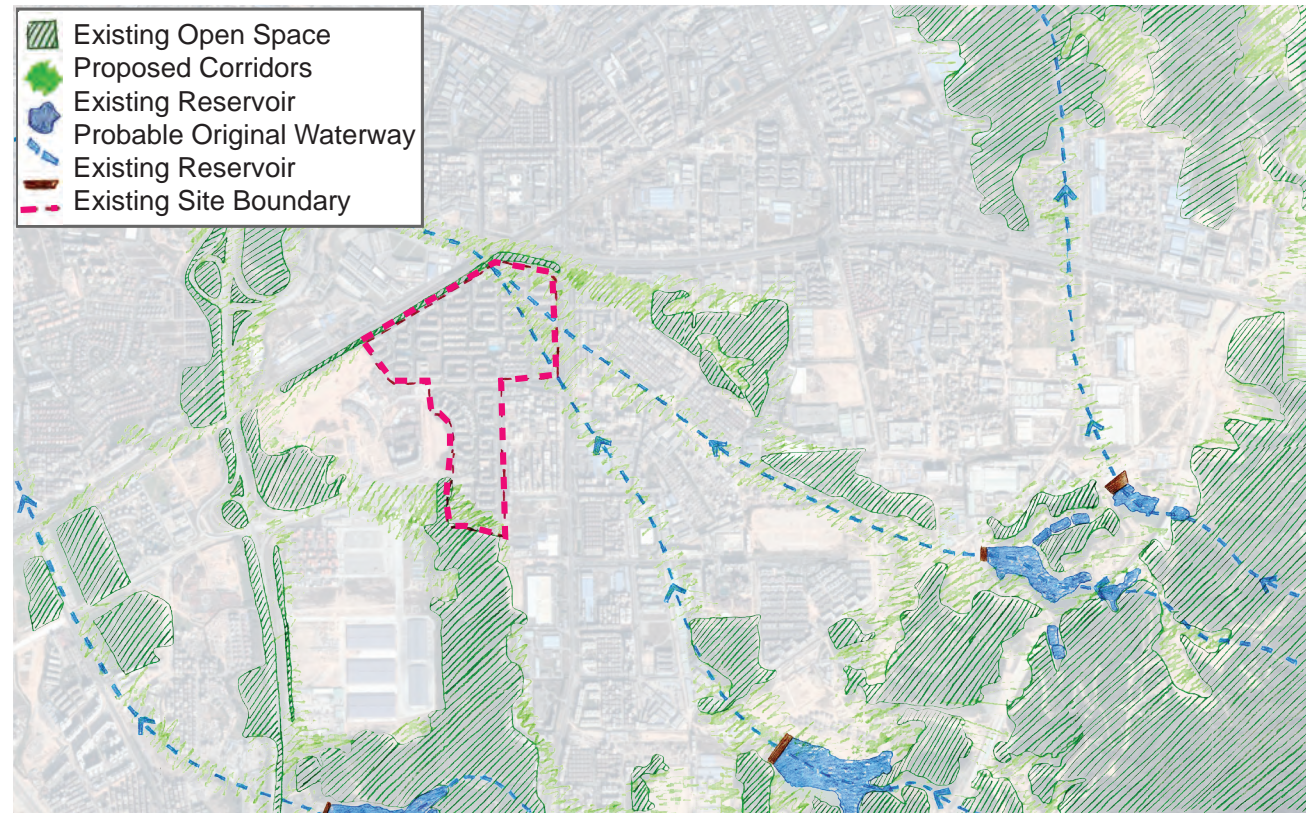 Existing Open Space
Proposed Corridors
Existing Reservoir
Probable Original Waterway
Existing Reservoir
Existing Site Boundary